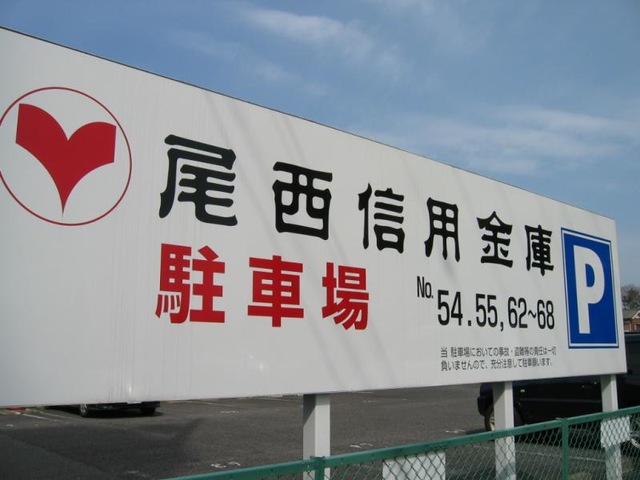 尾西信用金庫
駐車場
No. 54.55,62~68
P
当 駐車場においての事故・盗難等の責任は一切
負いませんので、充分注意して駐車願います。